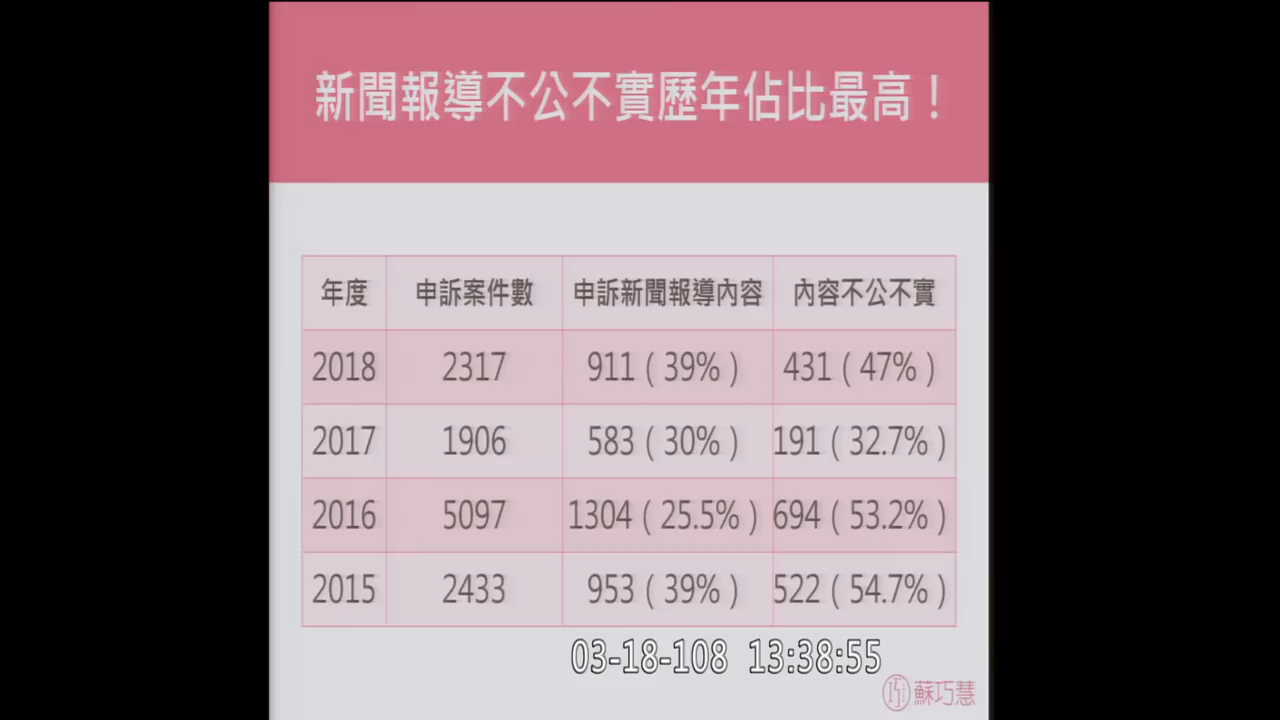 新聞報導不公不實歷年佔比最高！
年度 申訴案件數 申訴新聞報導內容 內容不公不實
2018 2317 911 ( 39% ) 431 ( 47% )
2017 1906 583 ( 30% ) 191 ( 32.7% )
2016 5097 1304 ( 25.5% ) 694 ( 53.2% )
2015 2433 953 ( 39% ) 522 ( 54.7% )
03-18-108 13:38:55
巧 蘇巧慧